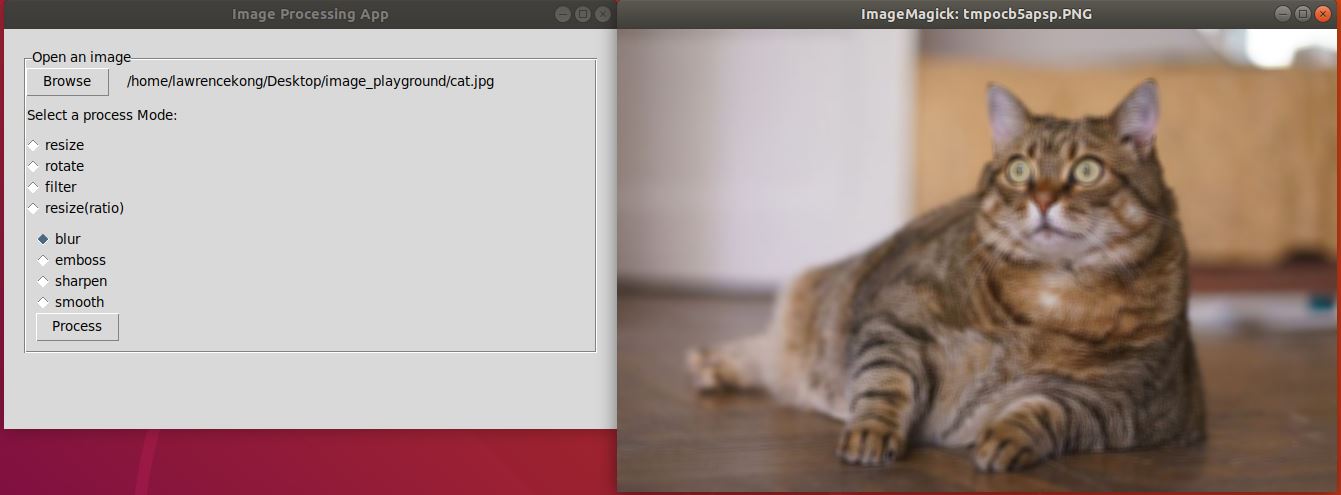 Image Processing App
ImageMagick: tmpocb5apsp.PNG
Open an image
Browse /home/lawrencekong/Desktop/image_playground/cat.jpg
Select a process Mode:
resize
rotate
filter
resize(ratio)
blur
emboss
sharpen
smooth
Process